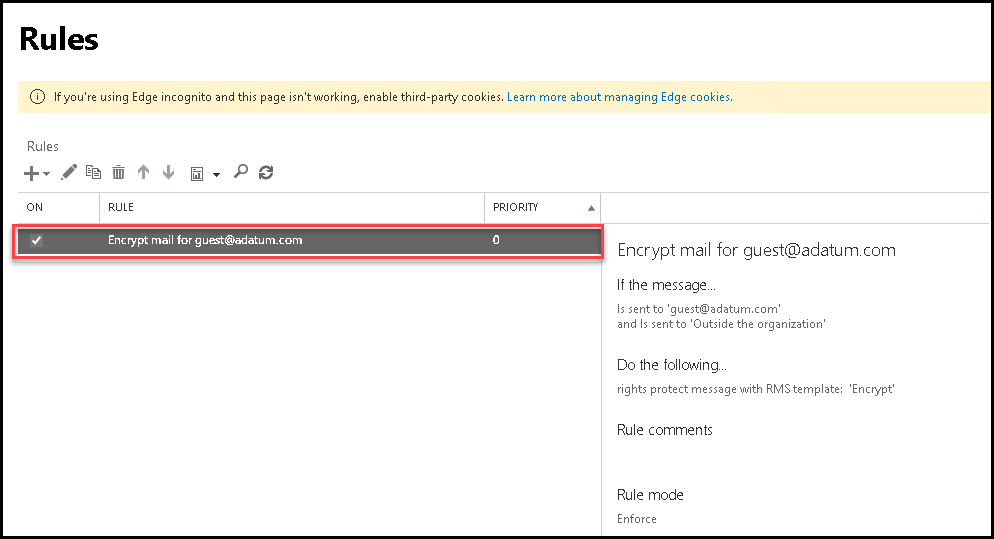 Rules
If you're using Edge incognito and this page isn't working, enable third-party cookies. Learn more about managing Edge cookies.
Rules
ON RULE PRIORITY
Encrypt mail for guest@adatum.com 0
Encrypt mail for guest@adatum.com
If the message...
Is sent to 'guest@adatum.com'
and Is sent to 'Outside the organization'
Do the following...
rights protect message with RMS template: 'Encrypt'
Rule comments
Rule mode
Enforce